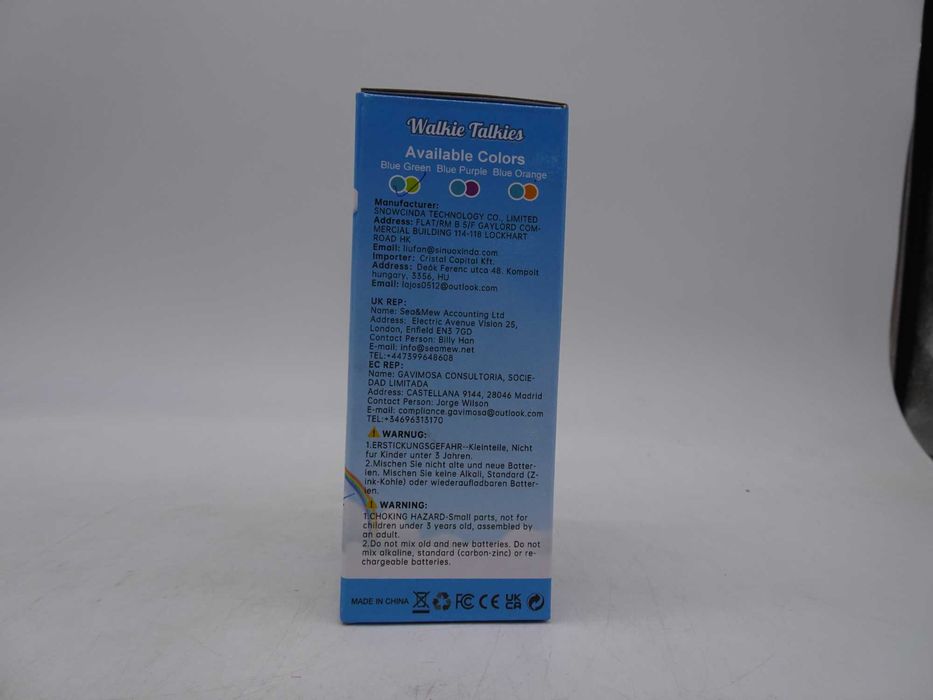 Walkie Talkies
Available Colors
Blue Green Blue Purple Blue Orange
Manufacturer:
SNOWCINDA TECHNOLOGY CO., LIMITED
Address: FLAT/RM B 5/F GAYLORD COM-
MERCIAL BUILDING 114-118 LOCKHART
ROAD HK
Email: liufan@sinuoxinda.com
Importer: Cristal Capital Kft.
Address: Deák Ferenc utca 48. Kompolt
hungary, 3356, HU
Email: lajos0512@outlook.com
UK REP:
Name: Sea&Mew Accounting Ltd
Address: Electric Avenue Vision 25,
London, Enfield EN3 7GD
Contact Person: Billy Han
E-mail: info@seamew.net
TEL:+447399648608
EC REP:
Name: GAVIMOSA CONSULTORIA, SOCIE-
DAD LIMITADA
Address: CASTELLANA 9144, 28046 Madrid
Contact Person: Jorge Wilson
E-mail: compliance.gavimosa@outlook.com
TEL:+34696313170
WARNUG:
1.ERSTICKUNGSGEFAHR--Kleinteile, Nicht
fur Kinder unter 3 Jahren.
2.Mischen Sie nicht alte und neue Batter-
ien. Mischen Sie keine Alkali, Standard (Z-
ink-Kohle) oder wiederaufladbaren Batter-
ien.
WARNING:
1.CHOKING HAZARD-Small parts, not for
children under 3 years old, assembled by
an adult.
2.Do not mix old and new batteries. Do not
mix alkaline, standard (carbon-zinc) or re-
chargeable batteries.
MADE IN CHINA FC CE UK CA